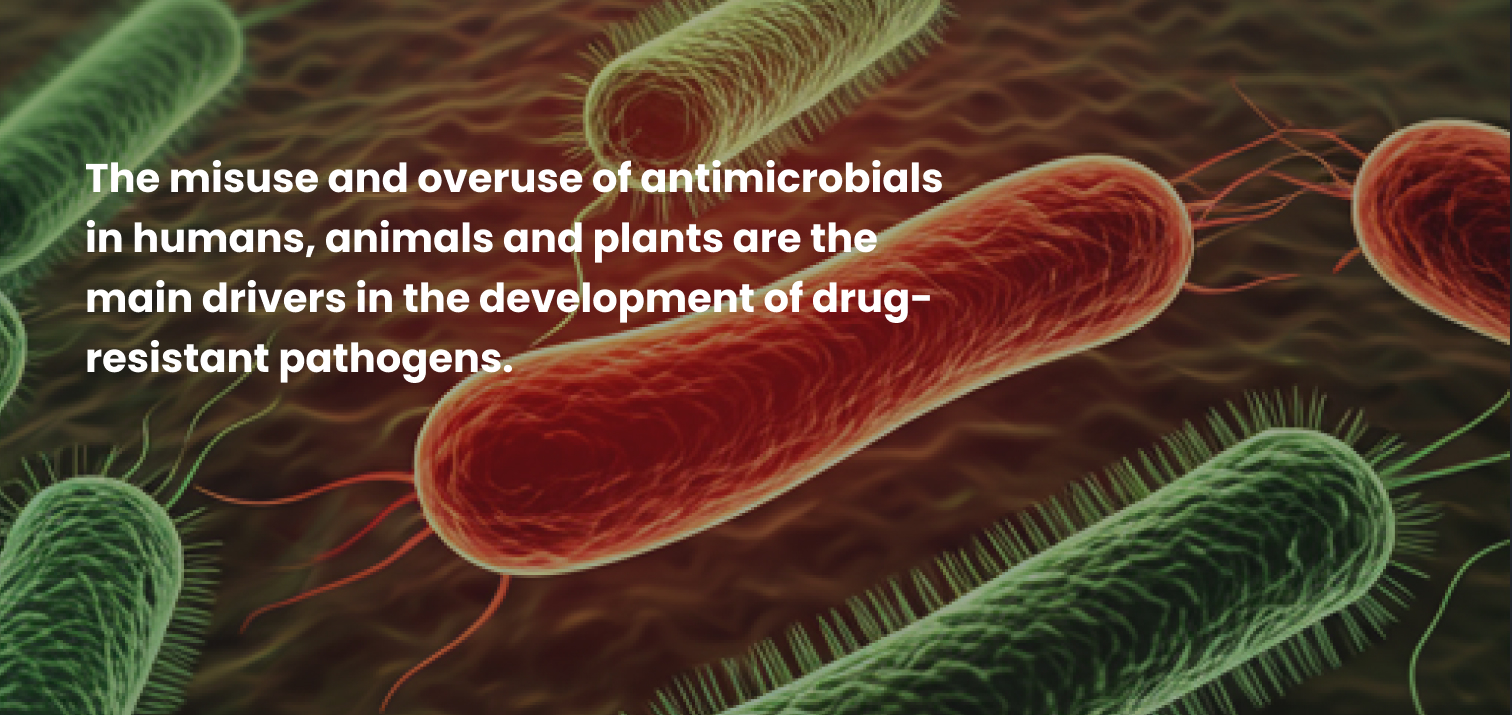 The misuse and overuse of antimicrobials
in humans, animals and plants are the
main drivers in the development of drug-
resistant pathogens.